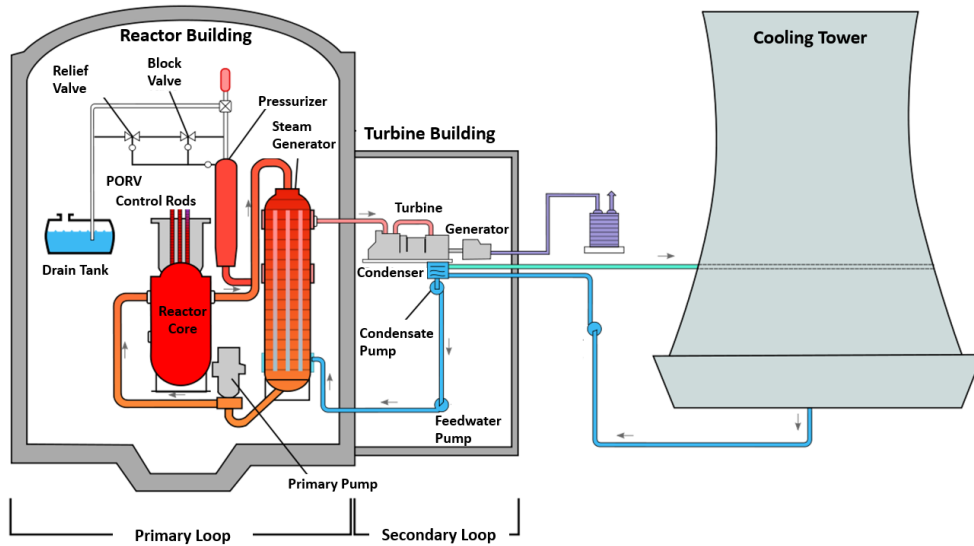 Reactor Building
Cooling Tower
Relief
Valve
Block
Valve
Pressurizer
Steam
Generator
Turbine Building
PORV
Control Rods
Turbine
Generator
Drain Tank
Condenser
Reactor
Core
Condensate
Pump
Feedwater
Pump
Primary Pump
Primary Loop
Secondary Loop